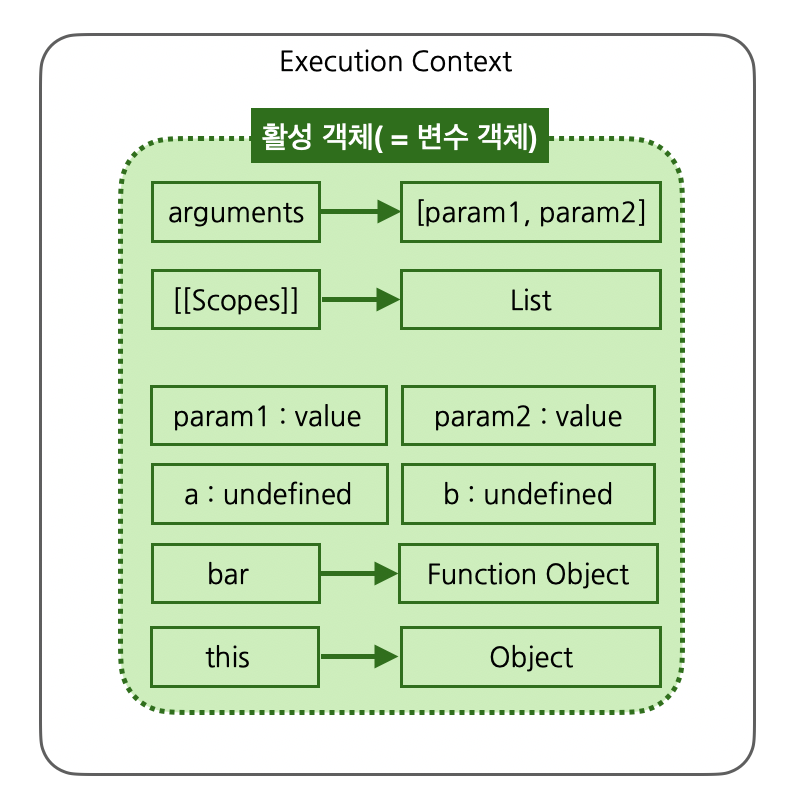 Execution Context
활성 객체( = 변수 객체)
arguments [param1, param2]
[[Scopes]] List
param1 : value param2 : value
a : undefined b : undefined
bar Function Object
this Object